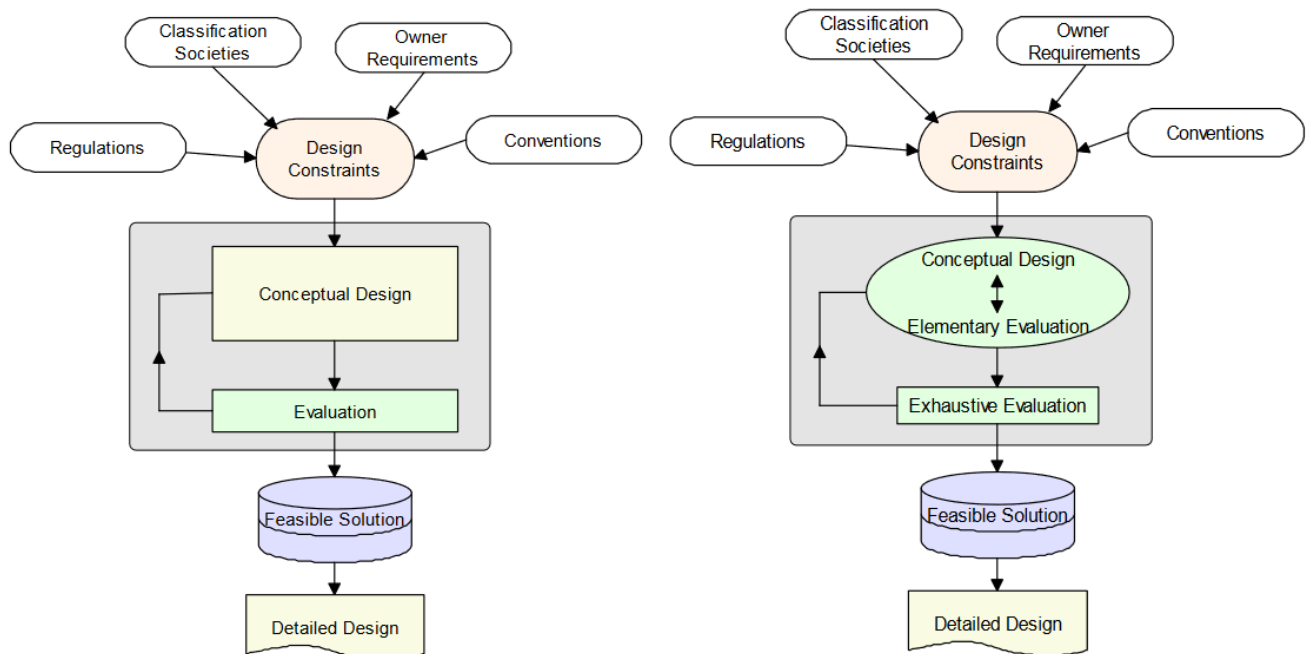 Classification
Societies
Owner
Requirements
Regulations
Design
Constraints
Conventions
Conceptual Design
Evaluation
Feasible Solution
Detailed Design
Classification
Societies
Owner
Requirements
Regulations
Design
Constraints
Conventions
Conceptual Design
Elementary Evaluation
Exhaustive Evaluation
Feasible Solution
Detailed Design